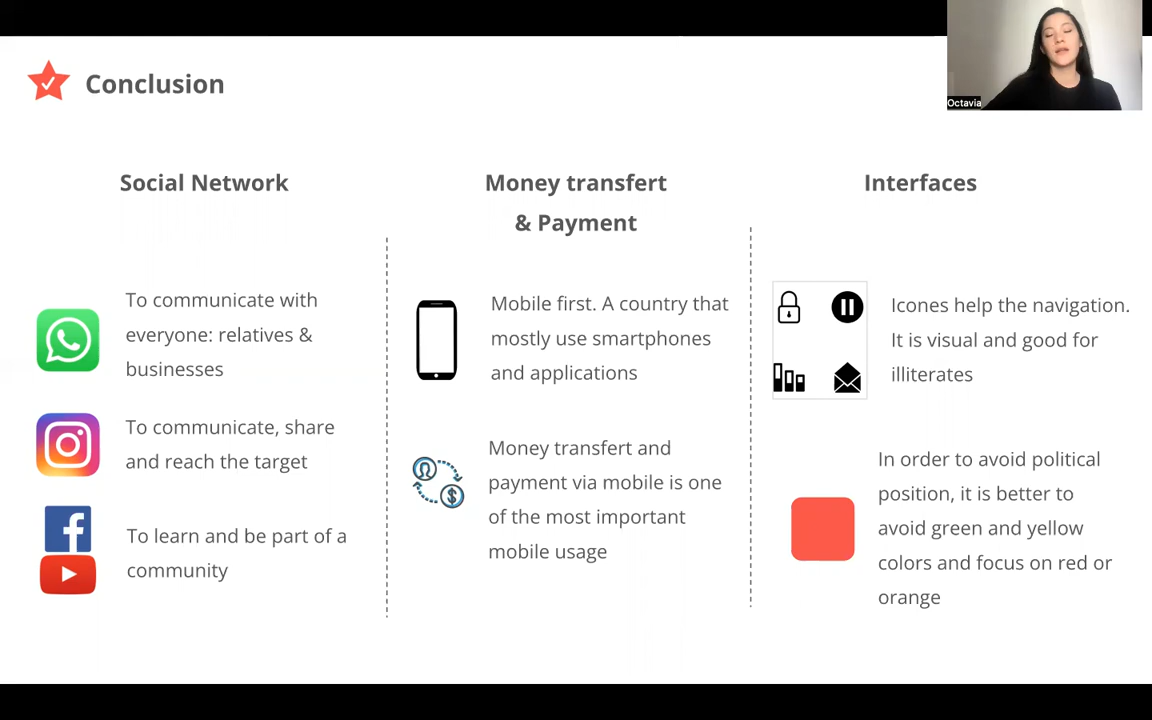 Conclusion
Octavia
Social Network
To communicate with
everyone: relatives &
businesses
To communicate, share
and reach the target
To learn and be part of a
community
Money transfert
& Payment
Mobile first. A country that
mostly use smartphones
and applications
Money transfert and
payment via mobile is one
of the most important
mobile usage
Interfaces
Icones help the navigation.
It is visual and good for
illiterates
In order to avoid political
position, it is better to
avoid green and yellow
colors and focus on red or
orange